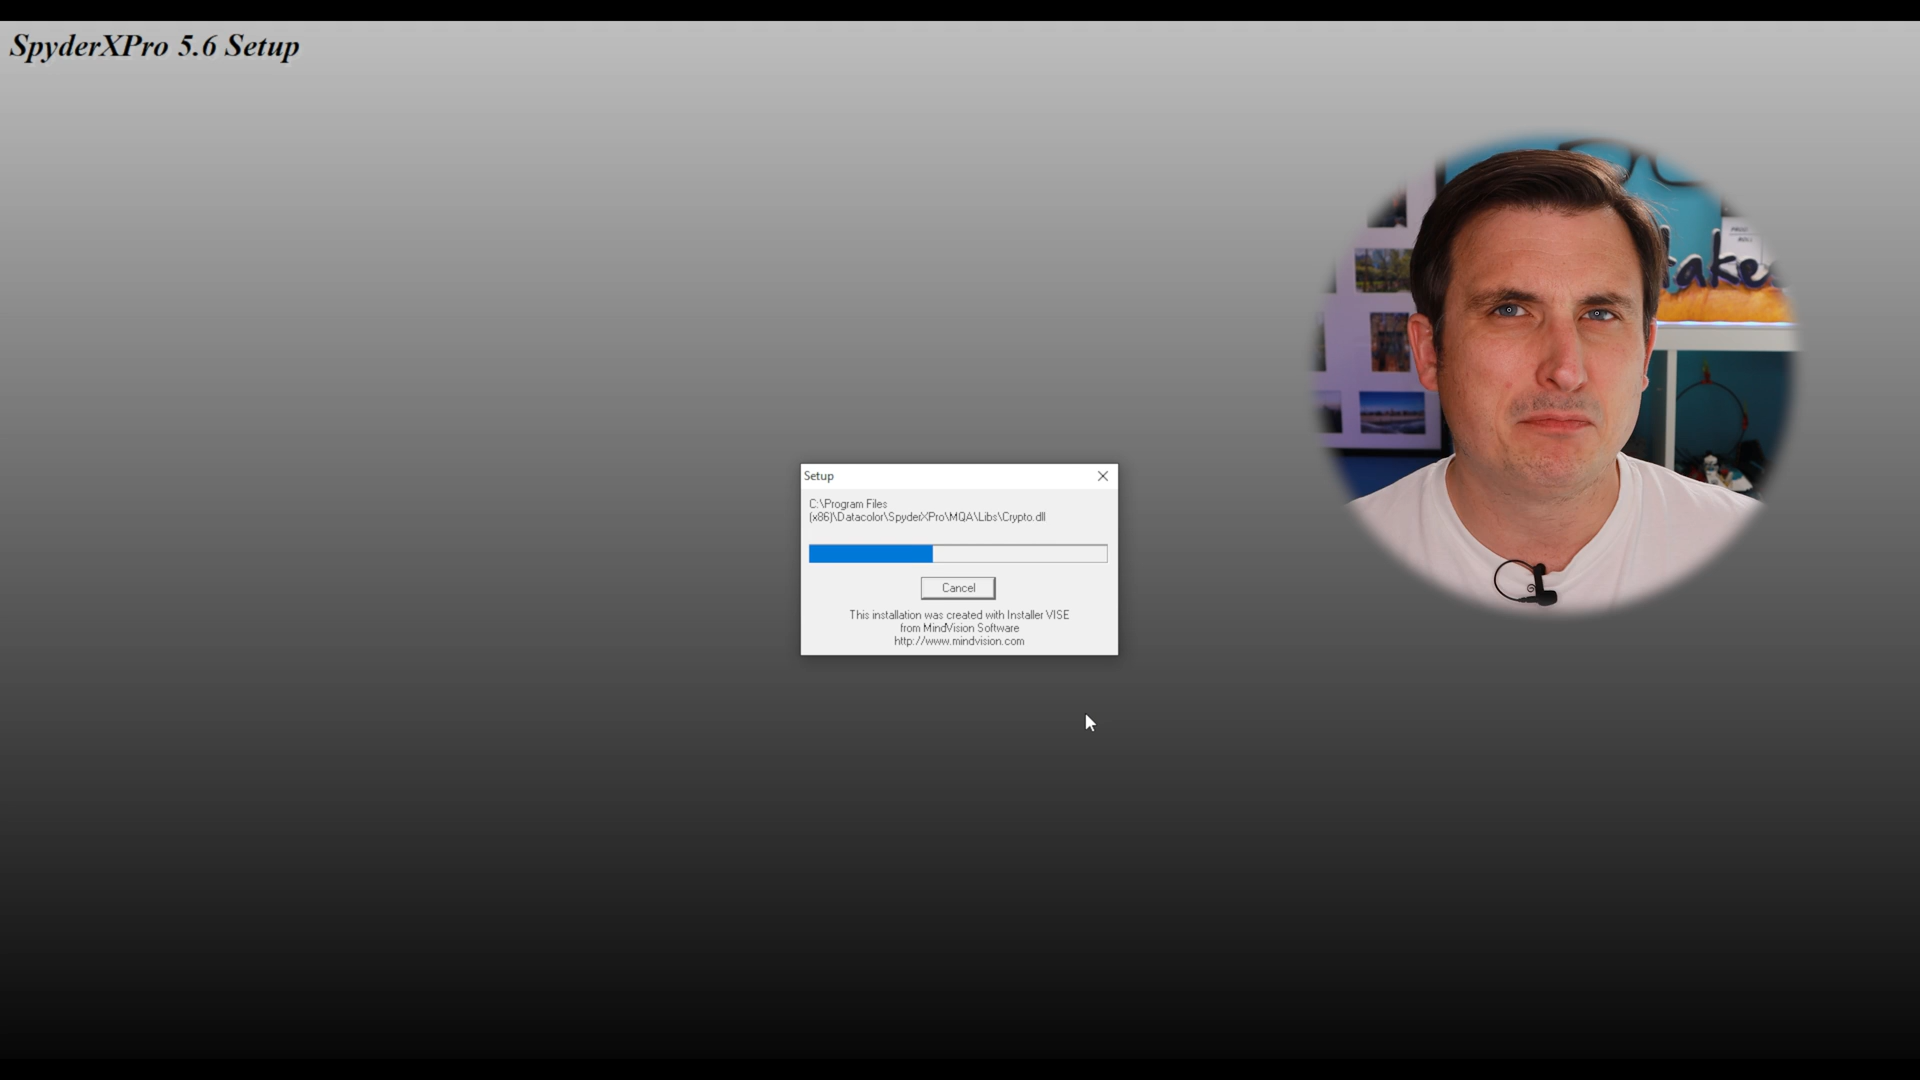 SpyderXPro 5.6 Setup
Setup
C:\Program Files
(x86)\Datacolor\SpyderXPro\MQA\Libs\Crypto.dll
Cancel
This installation was created with Installer VISE
from MindVision Software
http://www.mindvision.com
ake